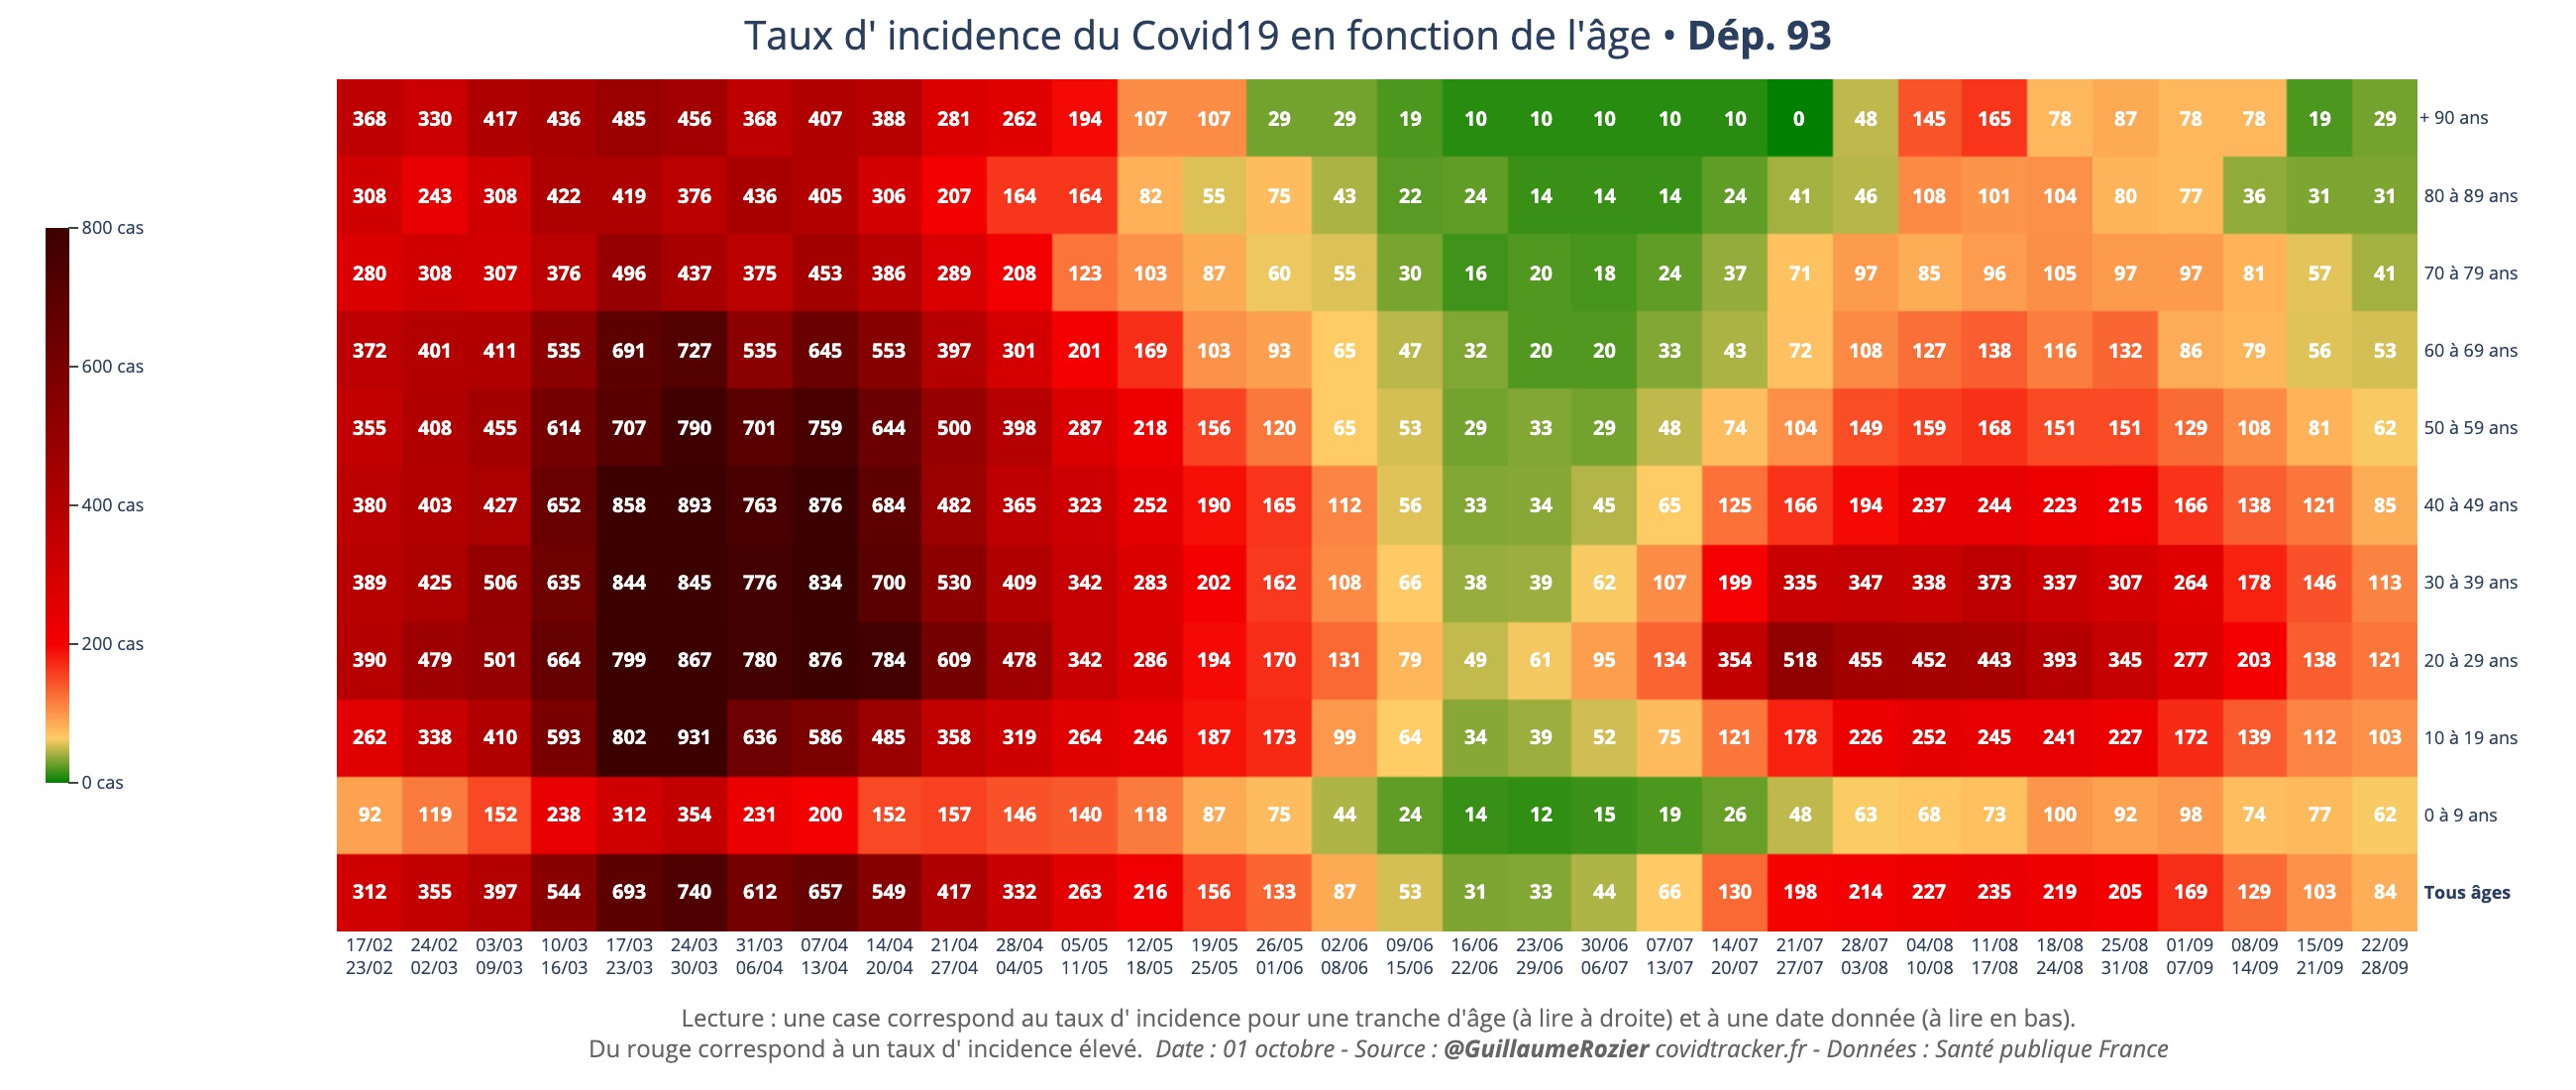 Taux d' incidence du Covid19 en fonction de l'âge • Dép. 93
368 330 417 436 485 456 368 407 388 281 262 194 107 107 29 29 19 10 10 10 10 10 0 48 145 165 78 87 78 78 19 29 + 90 ans
308 243 308 422 419 376 436 405 306 207 164 164 82 55 75 43 22 24 14 14 14 24 41 46 108 101 104 80 77 36 31 31 80 à 89 ans
800 cas
280 308 307 376 496 437 375 453 386 289 208 123 103 87 60 55 30 16 20 18 24 37 71 97 85 96 105 97 97 81 57 41 70 à 79 ans
372 401 411 535 691 727 535 645 553 397 301 201 169 103 93 65 47 32 20 20 33 43 72 108 127 138 116 132 86 79 56 53 60 à 69 ans
600 cas
355 408 455 614 707 790 701 759 644 500 398 287 218 156 120 65 53 29 33 29 48 74 104 149 159 168 151 151 129 108 81 62 50 à 59 ans
400 cas
380 403 427 652 858 893 763 876 684 482 365 323 252 190 165 112 56 33 34 45 65 125 166 194 237 244 223 215 166 138 121 85 40 à 49 ans
389 425 506 635 844 845 776 834 700 530 409 342 283 202 162 108 66 38 39 62 107 199 335 347 338 373 337 307 264 178 146 113 30 à 39 ans
200 cas
390 479 501 664 799 867 780 876 784 609 478 342 286 194 170 131 79 49 61 95 134 354 518 455 452 443 393 345 277 203 138 121 20 à 29 ans
262 338 410 593 802 931 636 586 485 358 319 264 246 187 173 99 64 34 39 52 75 121 178 226 252 245 241 227 172 139 112 103 10 à 19 ans
0 cas
92 119 152 238 312 354 231 200 152 157 146 140 118 87 75 44 24 14 12 15 19 26 48 63 68 73 100 92 98 74 77 62 0 à 9 ans
312 355 397 544 693 740 612 657 549 417 332 263 216 156 133 87 53 31 33 44 66 130 198 214 227 235 219 205 169 129 103 84 Tous âges
17/02 24/02 03/03 10/03 17/03 24/03 31/03 07/04 14/04 21/04 28/04 05/05 12/05 19/05 26/05 02/06 09/06 16/06 23/06 30/06 07/07 14/07 21/07 28/07 04/08 11/08 18/08 25/08 01/09 08/09 15/09 22/09
23/02 02/03 09/03 16/03 23/03 30/03 06/04 13/04 20/04 27/04 04/05 11/05 18/05 25/05 01/06 08/06 15/06 22/06 29/06 06/07 13/07 20/07 27/07 03/08 10/08 17/08 24/08 31/08 07/09 14/09 21/09 28/09
Lecture : une case correspond au taux d' incidence pour une tranche d'âge (à lire à droite) et à une date donnée (à lire en bas).
Du rouge correspond à un taux d' incidence élevé. Date : 01 octobre - Source : @GuillaumeRozier covidtracker.fr - Données : Santé publique France